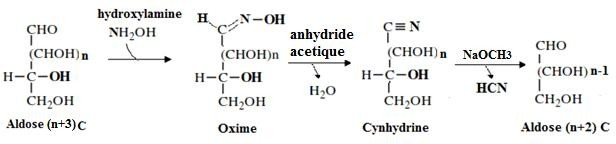 hydroxylamine
NH2OH
CHO
(CHOH)n
H–C–OH
CH2OH
Aldose (n+3)C
H N–OH
C
(CHOH)n
H–C–OH
CH2OH
Oxime
anhydride
acetique
H2O
C≡N
(CHOH)n
H–C–OH
CH2OH
Cynhydrine
NaOCH3
HCN
CHO
(CHOH)n-1
CH2OH
Aldose (n+2) C